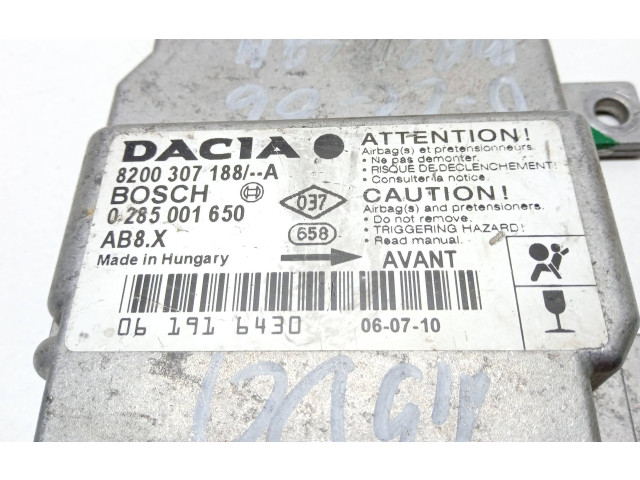 DACIA
8200 307 188/--A
BOSCH
0 285 001 650
AB8.X
Made in Hungary
037
658
ATTENTION!
Airbag(s) et pretensionneurs.
• Ne pas demonter.
• RISQUE DE DECLENCHEMENT!
• Consulter la notice.
CAUTION!
Airbag(s) and pretensioners.
• Do not remove.
• TRIGGERING HAZARD!
• Read manual.
AVANT
06 191 6430
06-07-10